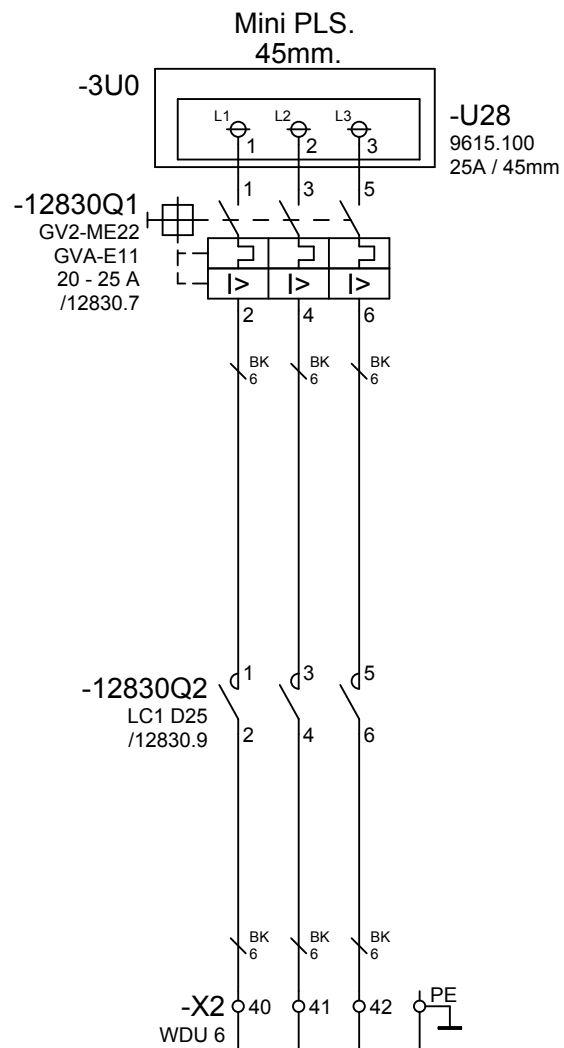 Mini PLS.
45mm.
-3U0
L1 L2 L3
1 2 3
-U28
9615.100
25A / 45mm
1 3 5
-12830Q1
GV2-ME22
GVA-E11
20 - 25 A
/12830.7
I> I> I>
2 4 6
BK BK BK
6 6 6
1 3 5
-12830Q2
LC1 D25
/12830.9
2 4 6
BK BK BK
6 6 6
-X2 40 41 42 PE
WDU 6